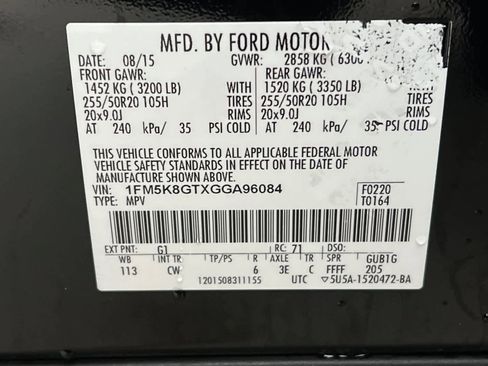 MFD. BY FORD MOTOR
DATE: 08/15 GVWR: 2858 KG ( 6300
FRONT GAWR: REAR GAWR:
1452 KG ( 3200 LB) WITH 1520 KG ( 3350 LB)
255/50R20 105H TIRES 255/50R20 105H
20x9.0J RIMS 20x9.0J
AT 240 kPa/ 35 PSI COLD AT 240 kPa/ 35 PSI COLD
THIS VEHICLE CONFORMS TO ALL APPLICABLE FEDERAL MOTOR
VEHICLE SAFETY STANDARDS IN EFFECT ON THE DATE OF
MANUFACTURE SHOWN ABOVE.
VIN: 1FM5K8GTXGGA96084 F0220
TYPE: MPV T0164
EXT PNT: G1 RC: 71 DSO:
WB INT TR TP/PS R AXLE TR SPR GUB1G
113 CW 6 3E C FFFF 205
1201508311155 UTC ▽5U5A-1520472-BA